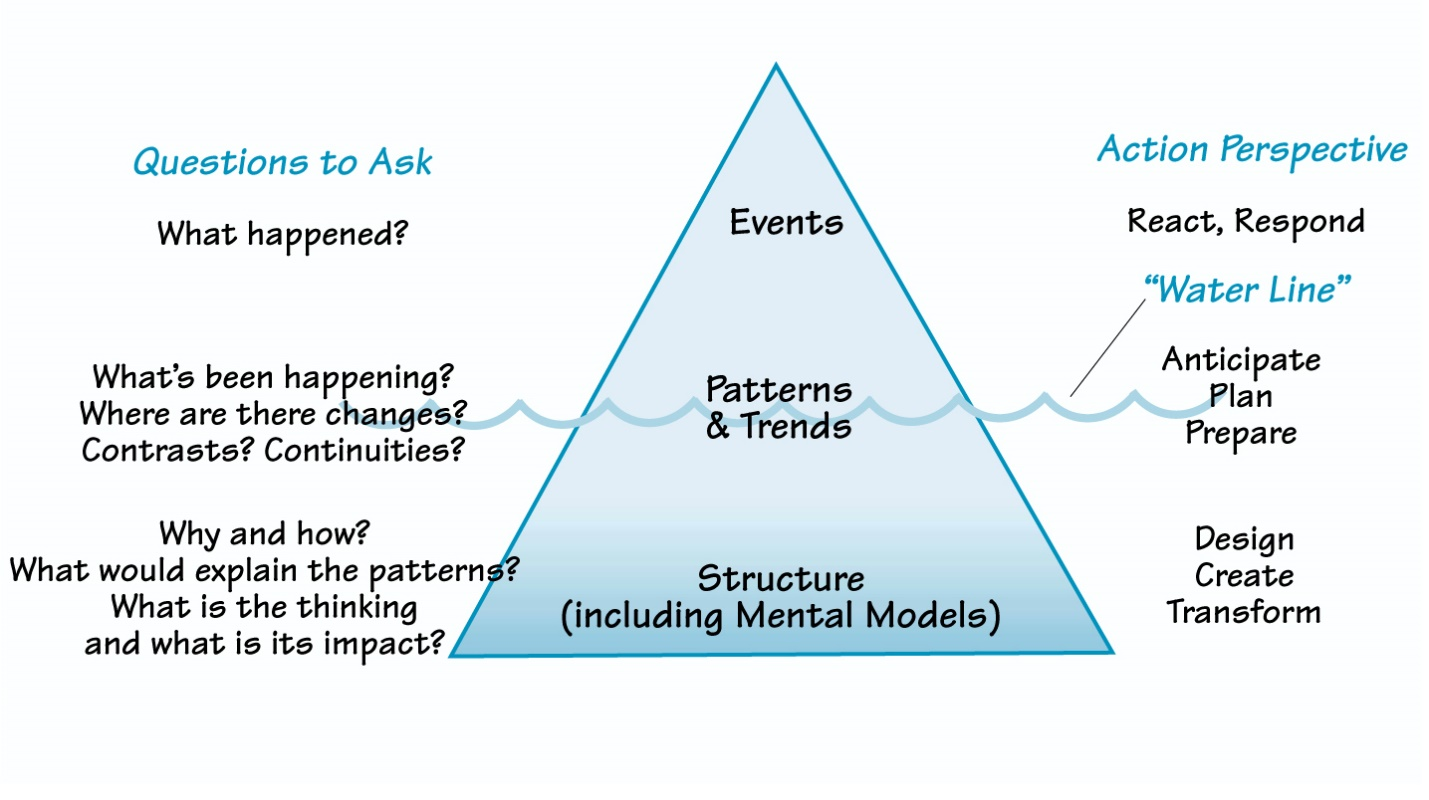 Questions to Ask
What happened?
What's been happening?
Where are there changes?
Contrasts? Continuities?
Why and how?
What would explain the patterns?
What is the thinking
and what is its impact?
Events
Patterns
& Trends
Structure
(including Mental Models)
Action Perspective
React, Respond
“Water Line”
Anticipate
Plan
Prepare
Design
Create
Transform